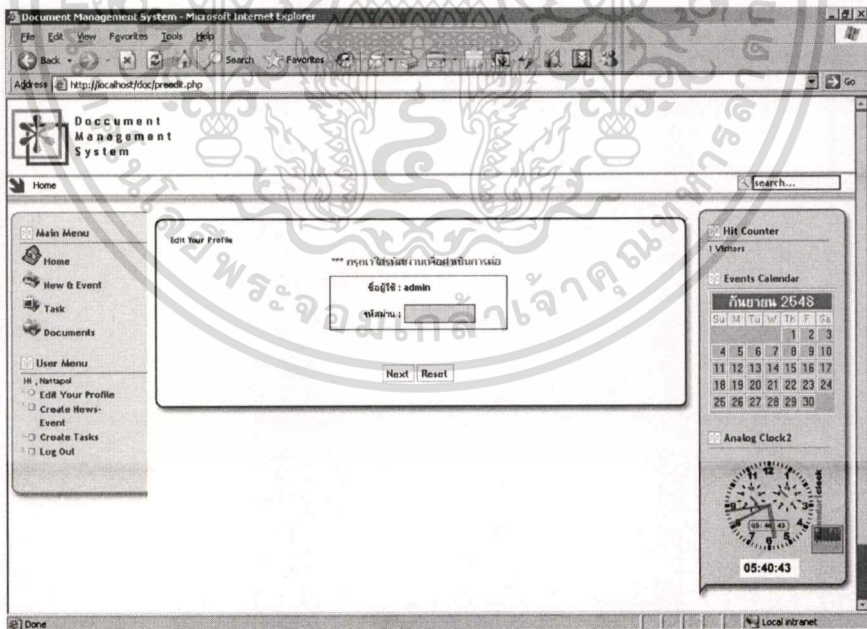 Document Management System - Microsoft Internet Explorer
File Edit View Favorites Tools Help
Back Search Favorites
Address http://localhost/doc/preedit.php Go
Doccument
Management
System
Home search...
Main Menu
Home
New & Event
Task
Documents
User Menu
Hi , Nattapol
Edit Your Profile
Create News-
Event
Create Tasks
Log Out
Edit Your Profile
*** กรุณาใส่รหัสผ่านเพื่อดำเนินการต่อ
ชื่อผู้ใช้ : admin
รหัสผ่าน :
Next Reset
Hit Counter
1 Visitors
Events Calendar
กันยายน 2548
Su M Tu W Th F Sa
1 2 3
4 5 6 7 8 9 10
11 12 13 14 15 16 17
18 19 20 21 22 23 24
25 26 27 28 29 30
Analog Clock2
05:40:43
Done Local intranet